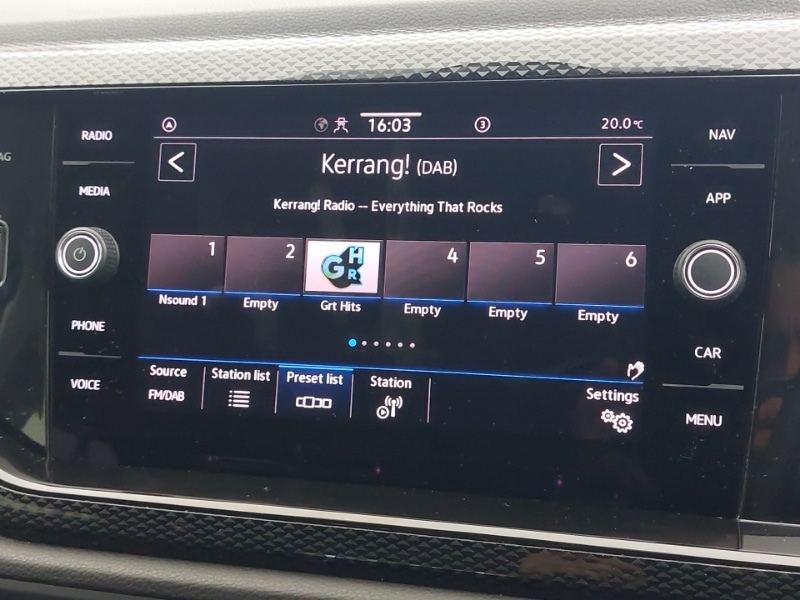 AG
RADIO
MEDIA
PHONE
VOICE
16:03
3
20.0°C
<
Kerrang! (DAB)
>
Kerrang! Radio -- Everything That Rocks
1
2
GHR
4
5
6
Nsound 1
Empty
Grt Hits
Empty
Empty
Empty
Source
FM/DAB
Station list
Preset list
Station
Settings
NAV
APP
CAR
MENU